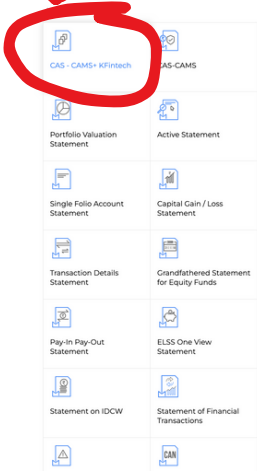 CAS - CAMS+ KFintech
CAS-CAMS
Portfolio Valuation
Statement
Active Statement
Single Folio Account
Statement
Capital Gain / Loss
Statement
Transaction Details
Statement
Grandfathered Statement
for Equity Funds
Pay-In Pay-Out
Statement
ELSS One View
Statement
Statement on IDCW
Statement of Financial
Transactions
CAN